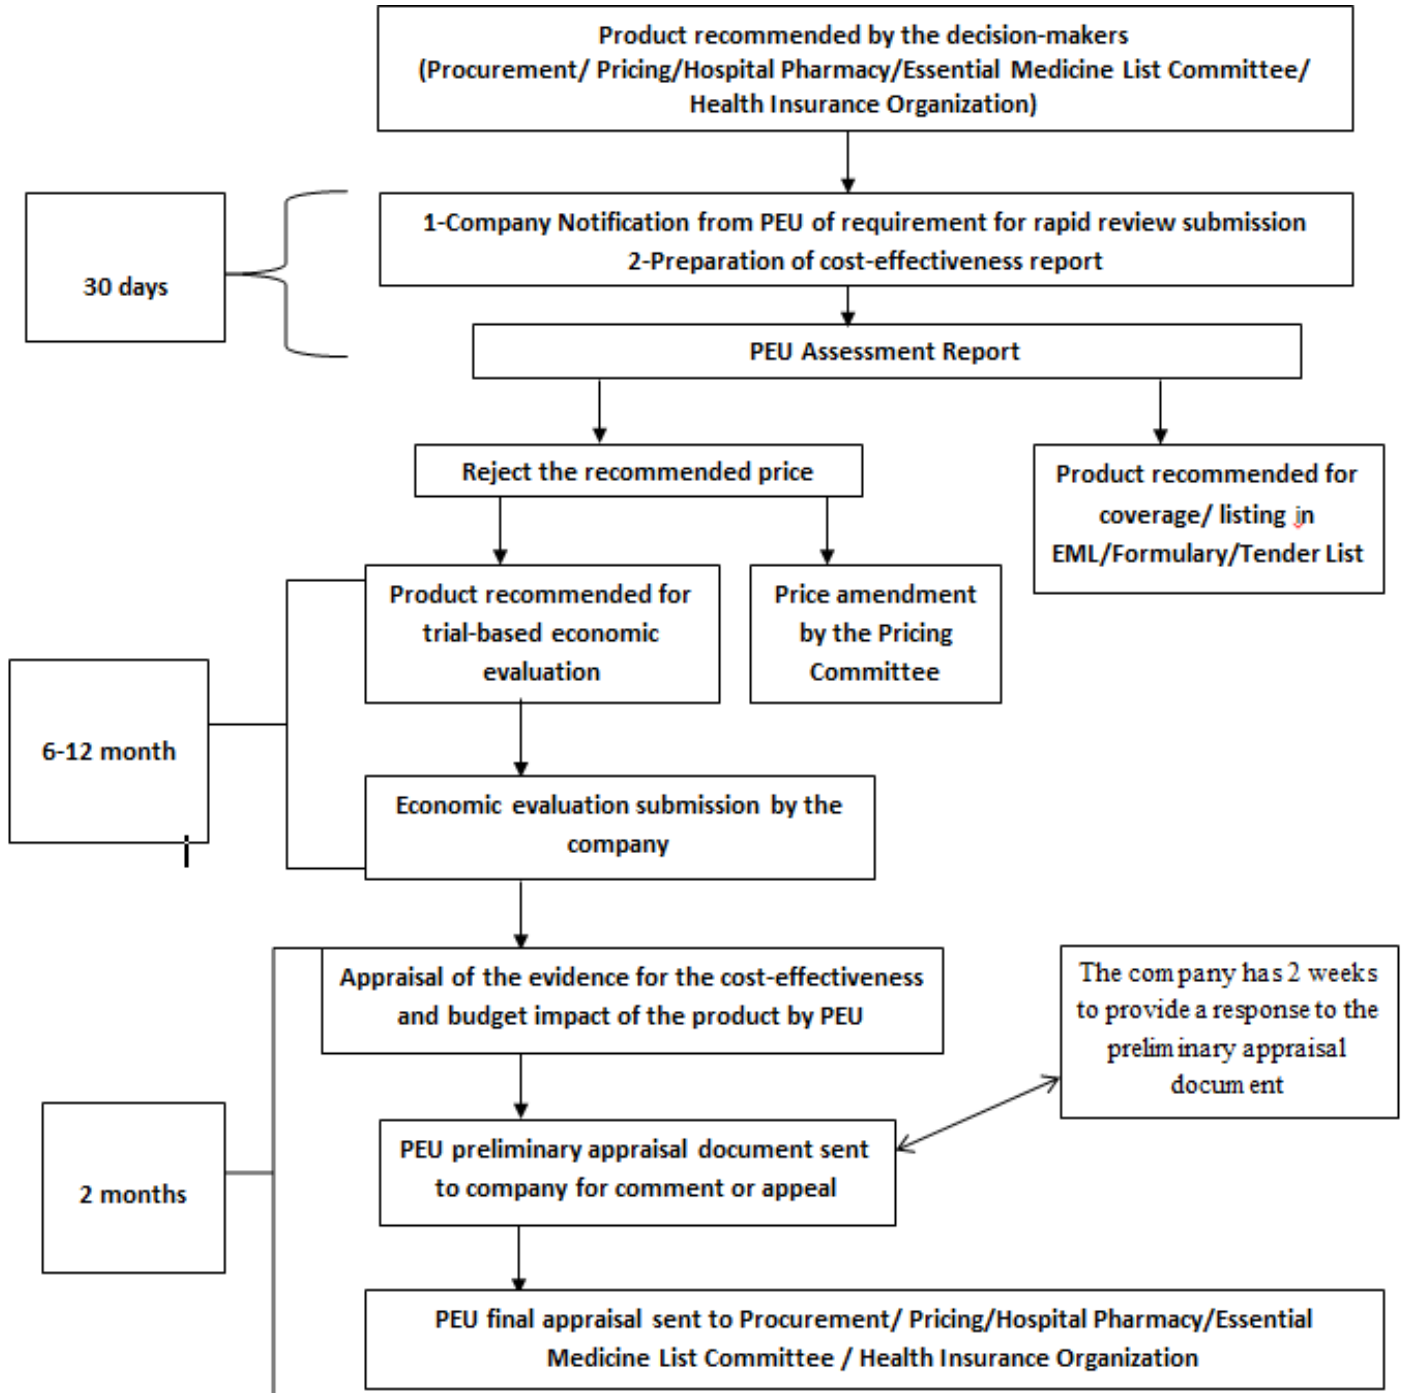 Product recommended by the decision-makers
(Procurement/ Pricing/Hospital Pharmacy/Essential Medicine List Committee/
Health Insurance Organization)
30 days
1-Company Notification from PEU of requirement for rapid review submission
2-Preparation of cost-effectiveness report
PEU Assessment Report
Reject the recommended price
Product recommended for
coverage/ listing in
EML/Formulary/Tender List
Product recommended for
trial-based economic
evaluation
Price amendment
by the Pricing
Committee
6-12 month
Economic evaluation submission by the
company
Appraisal of the evidence for the cost-effectiveness
and budget impact of the product by PEU
The company has 2 weeks
to provide a response to the
preliminary appraisal
document
2 months
PEU preliminary appraisal document sent
to company for comment or appeal
PEU final appraisal sent to Procurement/ Pricing/Hospital Pharmacy/Essential
Medicine List Committee / Health Insurance Organization